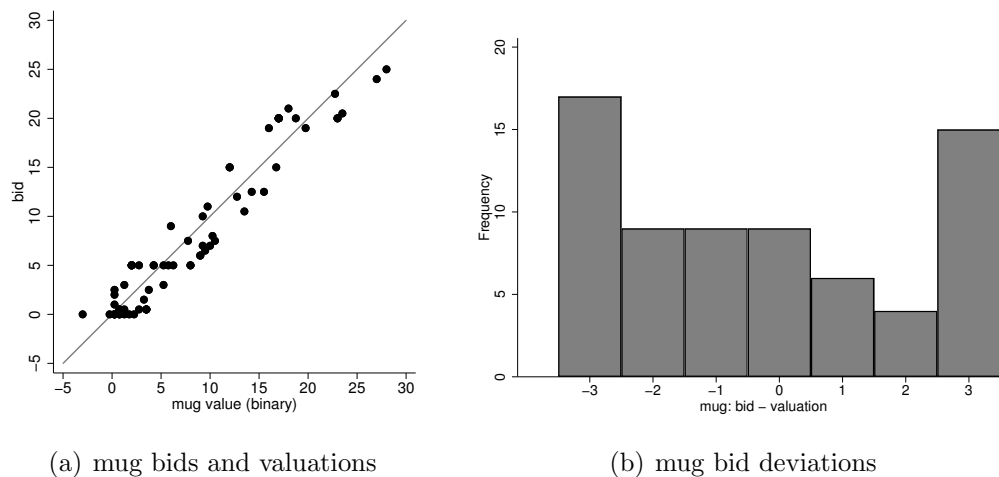 30
25
20
15
10
5
0
−5
bid
−5 0 5 10 15 20 25 30
mug value (binary)
(a) mug bids and valuations
20
15
10
5
0
Frequency
−3 −2 −1 0 1 2 3
mug: bid − valuation
(b) mug bid deviations